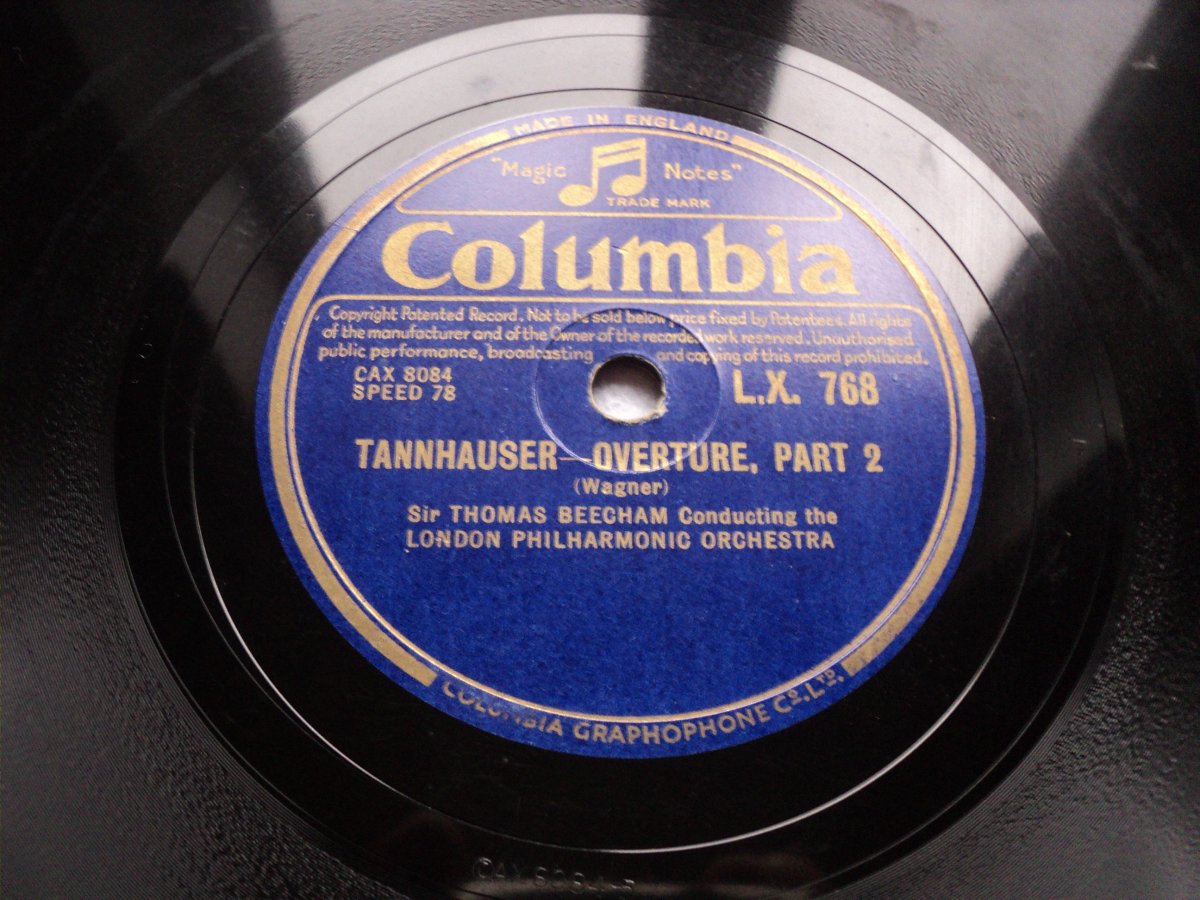 MADE IN ENGLAND
"Magic Notes"
TRADE MARK
Columbia
Copyright Patented Record. Not to be sold below price fixed by Patentees. All rights
of the manufacturer and of the Owner of the recorded work reserved. Unauthorised
public performance, broadcasting and copying of this record prohibited.
CAX 8084
SPEED 78
L.X. 768
TANNHAUSER—OVERTURE, PART 2
(Wagner)
Sir THOMAS BEECHAM Conducting the
LONDON PHILHARMONIC ORCHESTRA
COLUMBIA GRAPHOPHONE Co. LTD.